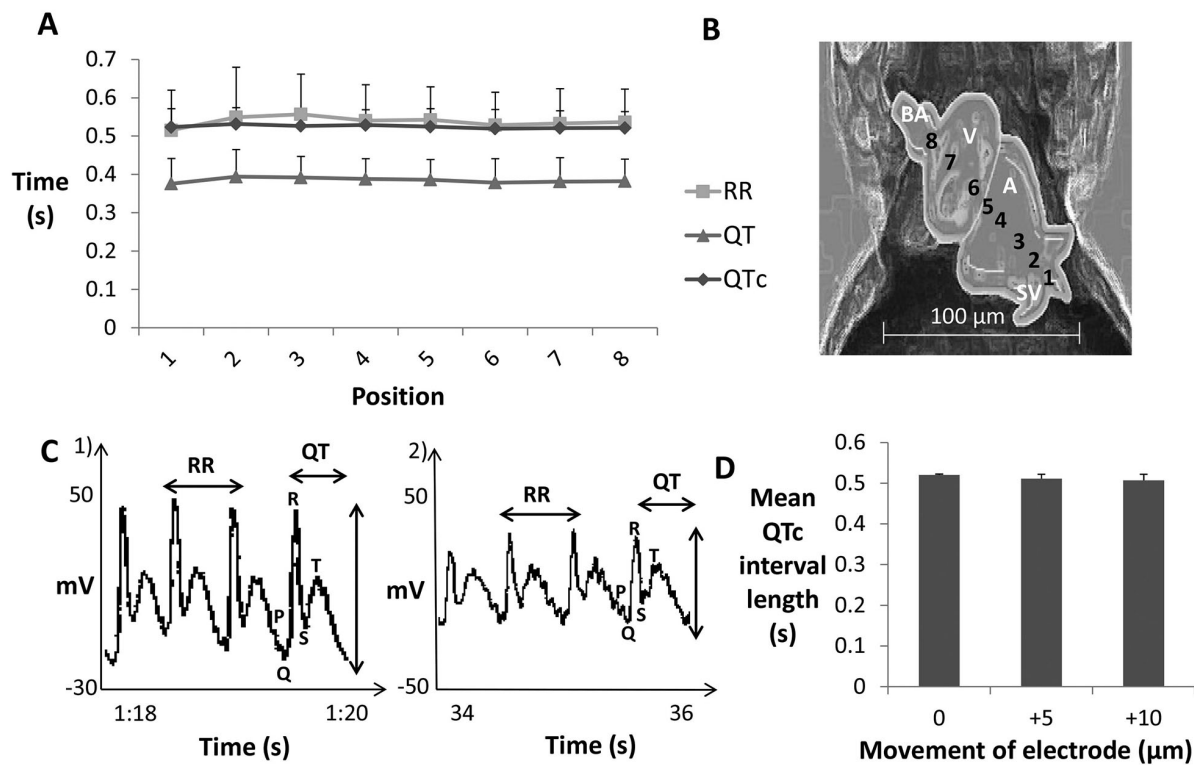 A
0.7
0.6
0.5
0.4
0.3
0.2
0.1
0
Time
(s)
1 2 3 4 5 6 7 8
Position
RR
QT
QTc
B
BA
V
8
7
6
A
5
4
3
2
1
SV
100 µm
C
1)
50
mV
-30
RR
QT
R
T
P
S
Q
1:18 1:20
Time (s)
2)
50
mV
-50
RR
QT
R
T
P
S
Q
34 36
Time (s)
D
0.6
0.5
0.4
0.3
0.2
0.1
0
Mean
QTc
interval
length
(s)
0 +5 +10
Movement of electrode (µm)